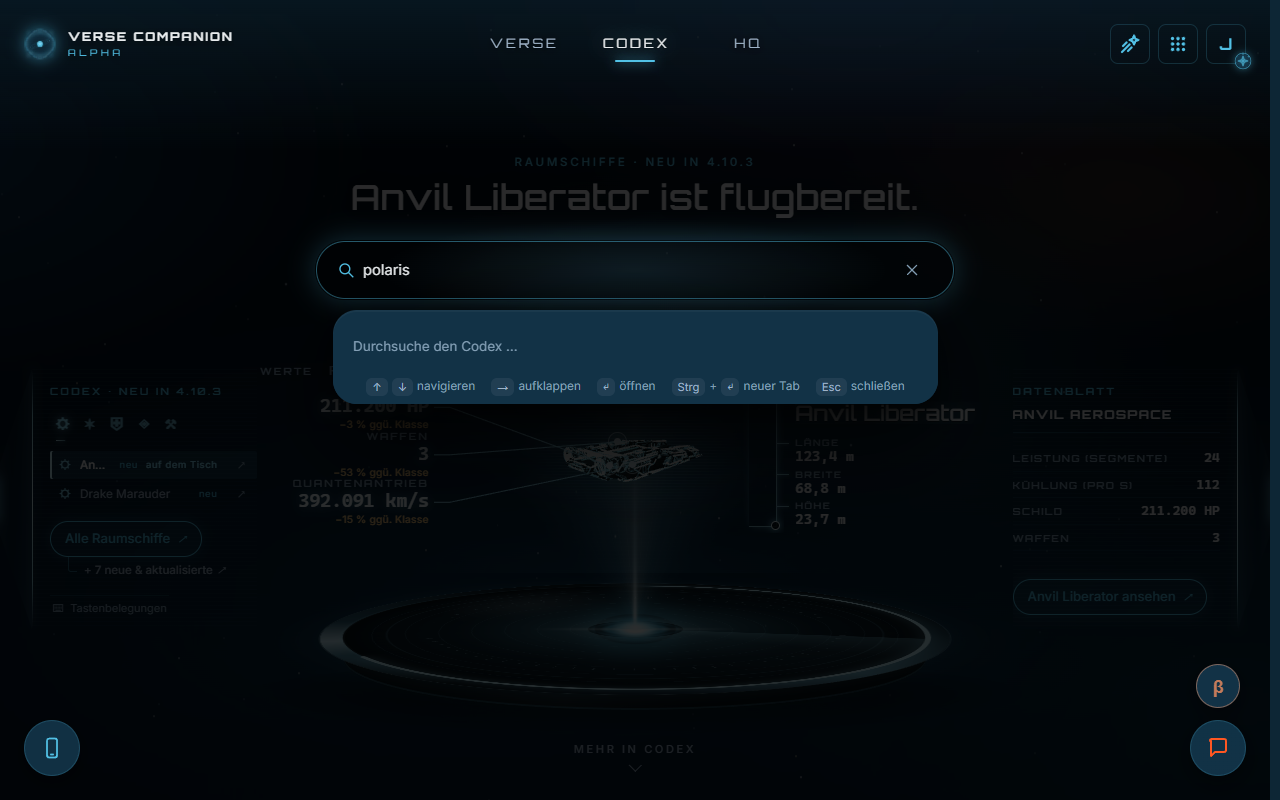 VERSE COMPANION
ALPHA
VERSE
CODEX
HQ
RAUMSCHIFFE · NEU IN 4.10.3
Anvil Liberator ist flugbereit.
polaris
Durchsuche den Codex ...
↑ ↓ navigieren → aufklappen ↵ öffnen Strg + ↵ neuer Tab Esc schließen
CODEX · NEU IN 4.10.3
An... neu auf dem Tisch ↗
Drake Marauder neu ↗
Alle Raumschiffe ↗
+ 7 neue & aktualisierte ↗
Tastenbelegungen
WERTE
211.200 HP
−3 % ggü. Klasse
WAFFEN
3
−53 % ggü. Klasse
QUANTENANTRIEB
392.091 km/s
−15 % ggü. Klasse
Anvil Liberator
LÄNGE
123,4 m
BREITE
68,8 m
HÖHE
23,7 m
DATENBLATT
ANVIL AEROSPACE
LEISTUNG (SEGMENTE) 24
KÜHLUNG (PRO S) 112
SCHILD 211.200 HP
WAFFEN 3
Anvil Liberator ansehen ↗
β
MEHR IN CODEX